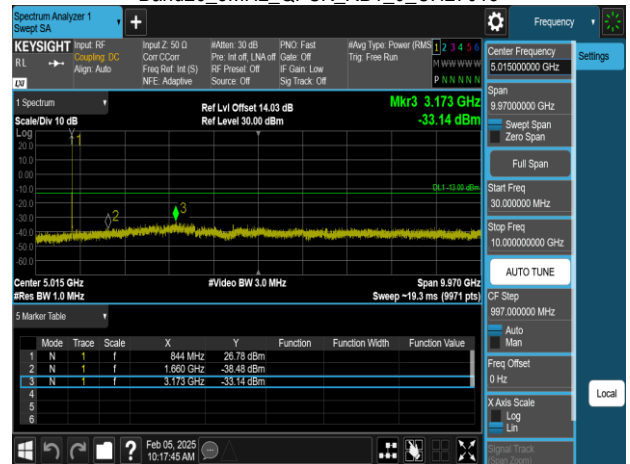 Spectrum Analyzer 1
Swept SA
+
Frequency
KEYSIGHT
RL
LXI
Input: RF
Coupling: DC
Align: Auto
Input Z: 50 Ω
Corr CCorr
Freq Ref: Int (S)
NFE: Adaptive
#Atten: 30 dB
Pre: Int off, LNA off
RF Preset: Off
Source: Off
PNO: Fast
Gate: Off
IF Gain: Low
Sig Track: Off
#Avg Type: Power (RMS)
Trig: Free Run
1 2 3 4 5 6
M W W W W W
P N N N N N
1 Spectrum
Scale/Div 10 dB
Ref Lvl Offset 14.03 dB
Ref Level 30.00 dBm
Mkr3 3.173 GHz
-33.14 dBm
Log
20.0
10.0
0.00
-10.0
-20.0
-30.0
-40.0
-50.0
-60.0
1
2
3
DL1 -13.00 dBm
Center 5.015 GHz
#Video BW 3.0 MHz
Span 9.970 GHz
#Res BW 1.0 MHz
Sweep ~19.3 ms (9971 pts)
5 Marker Table
Mode Trace Scale X Y Function Function Width Function Value
1 N 1 f 844 MHz 26.78 dBm
2 N 1 f 1.660 GHz -38.48 dBm
3 N 1 f 3.173 GHz -33.14 dBm
4
5
6
?
Feb 05, 2025
10:17:45 AM
Center Frequency
5.015000000 GHz
Settings
Span
9.97000000 GHz
Swept Span
Zero Span
Full Span
Start Freq
30.000000 MHz
Stop Freq
10.000000000 GHz
AUTO TUNE
CF Step
997.000000 MHz
Auto
Man
Freq Offset
0 Hz
X Axis Scale
Log
Lin
Local
Signal Track
(Span Zoom)